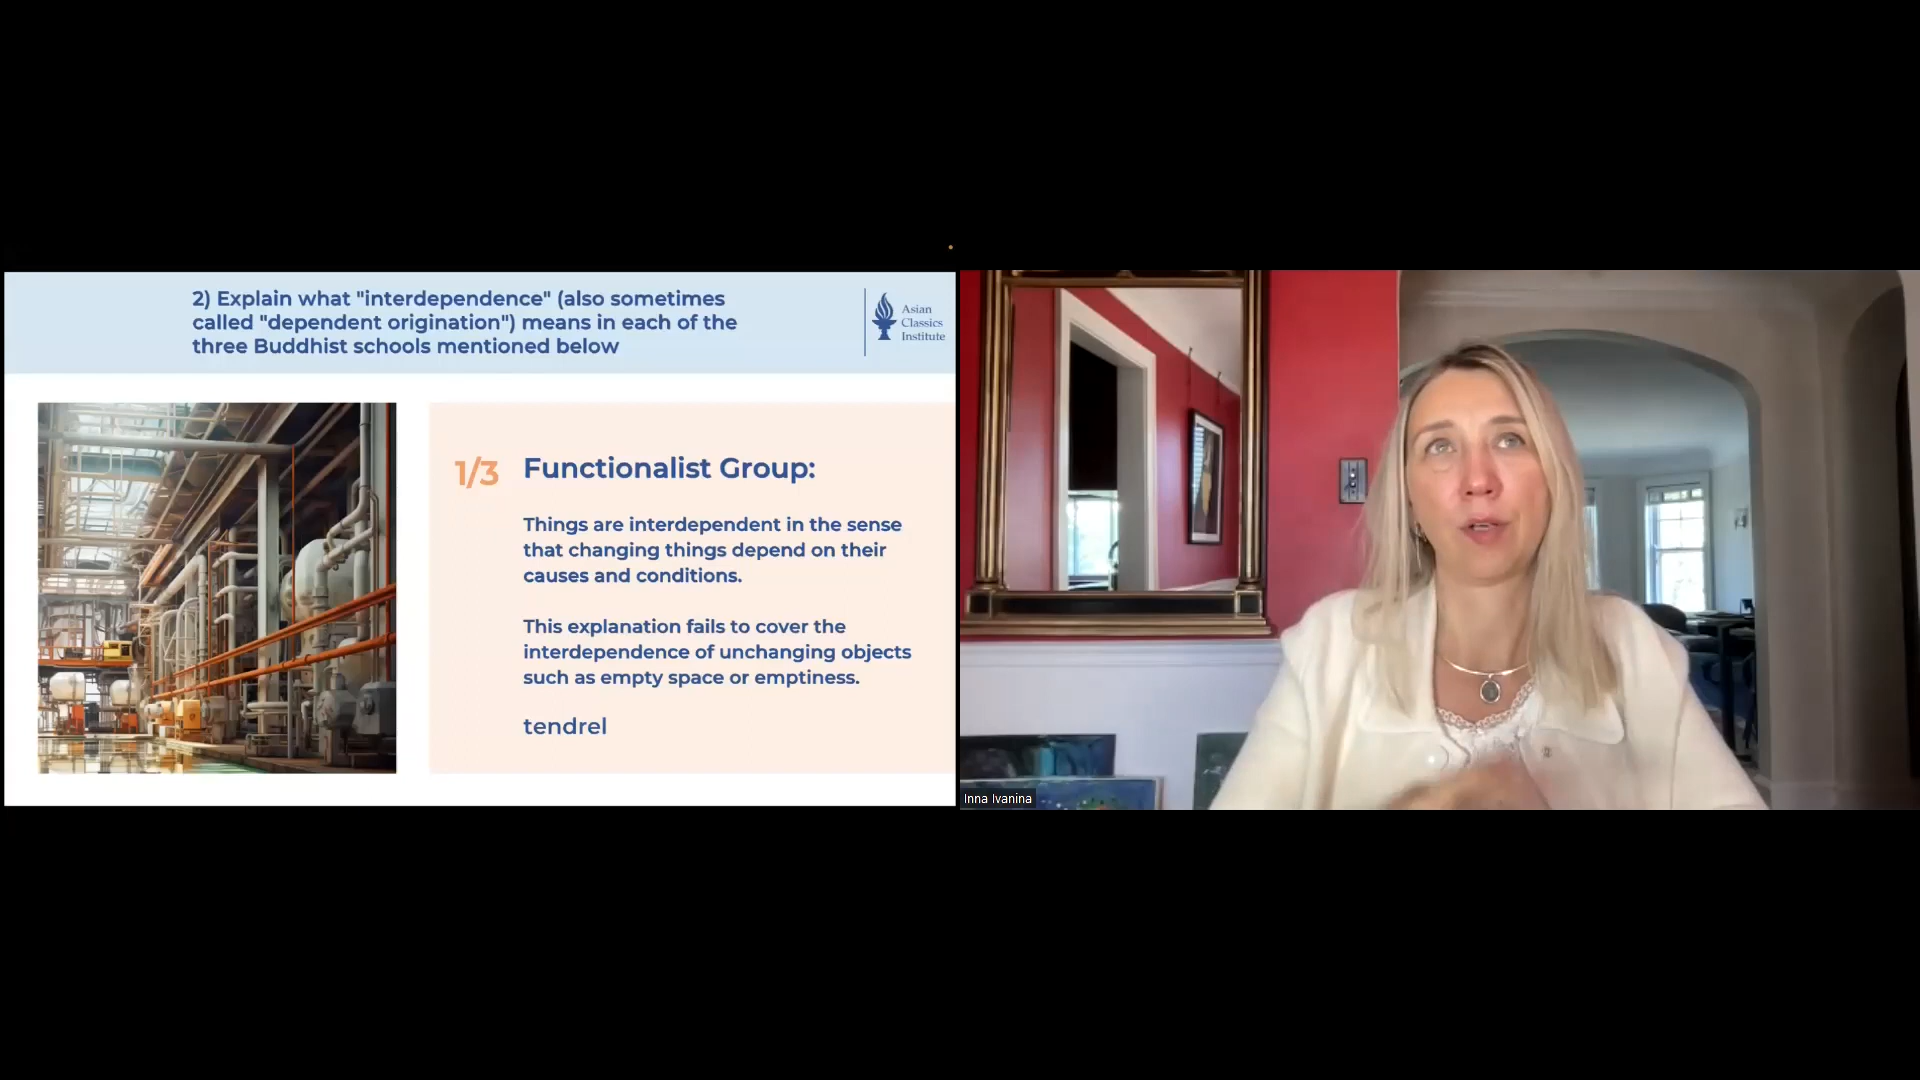 2) Explain what "interdependence" (also sometimes
called "dependent origination") means in each of the
three Buddhist schools mentioned below
Asian
Classics
Institute
1/3 Functionalist Group:
Things are interdependent in the sense
that changing things depend on their
causes and conditions.
This explanation fails to cover the
interdependence of unchanging objects
such as empty space or emptiness.
tendrel
Inna Ivanina